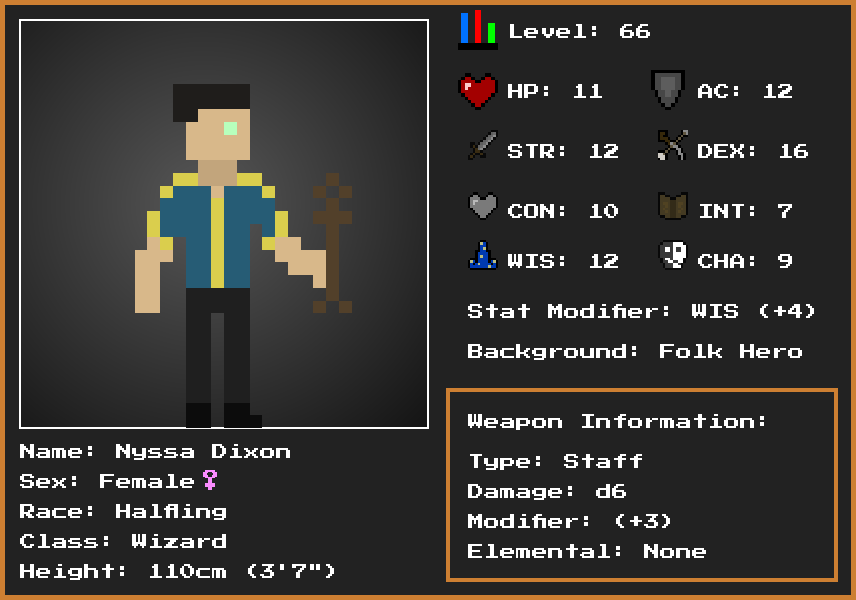 Level: 66
HP: 11 AC: 12
STR: 12 DEX: 16
CON: 10 INT: 7
WIS: 12 CHA: 9
Stat Modifier: WIS (+4)
Background: Folk Hero
Weapon Information:
Type: Staff
Damage: d6
Modifier: (+3)
Elemental: None
Name: Nyssa Dixon
Sex: Female♀
Race: Halfling
Class: Wizard
Height: 110cm (3'7")